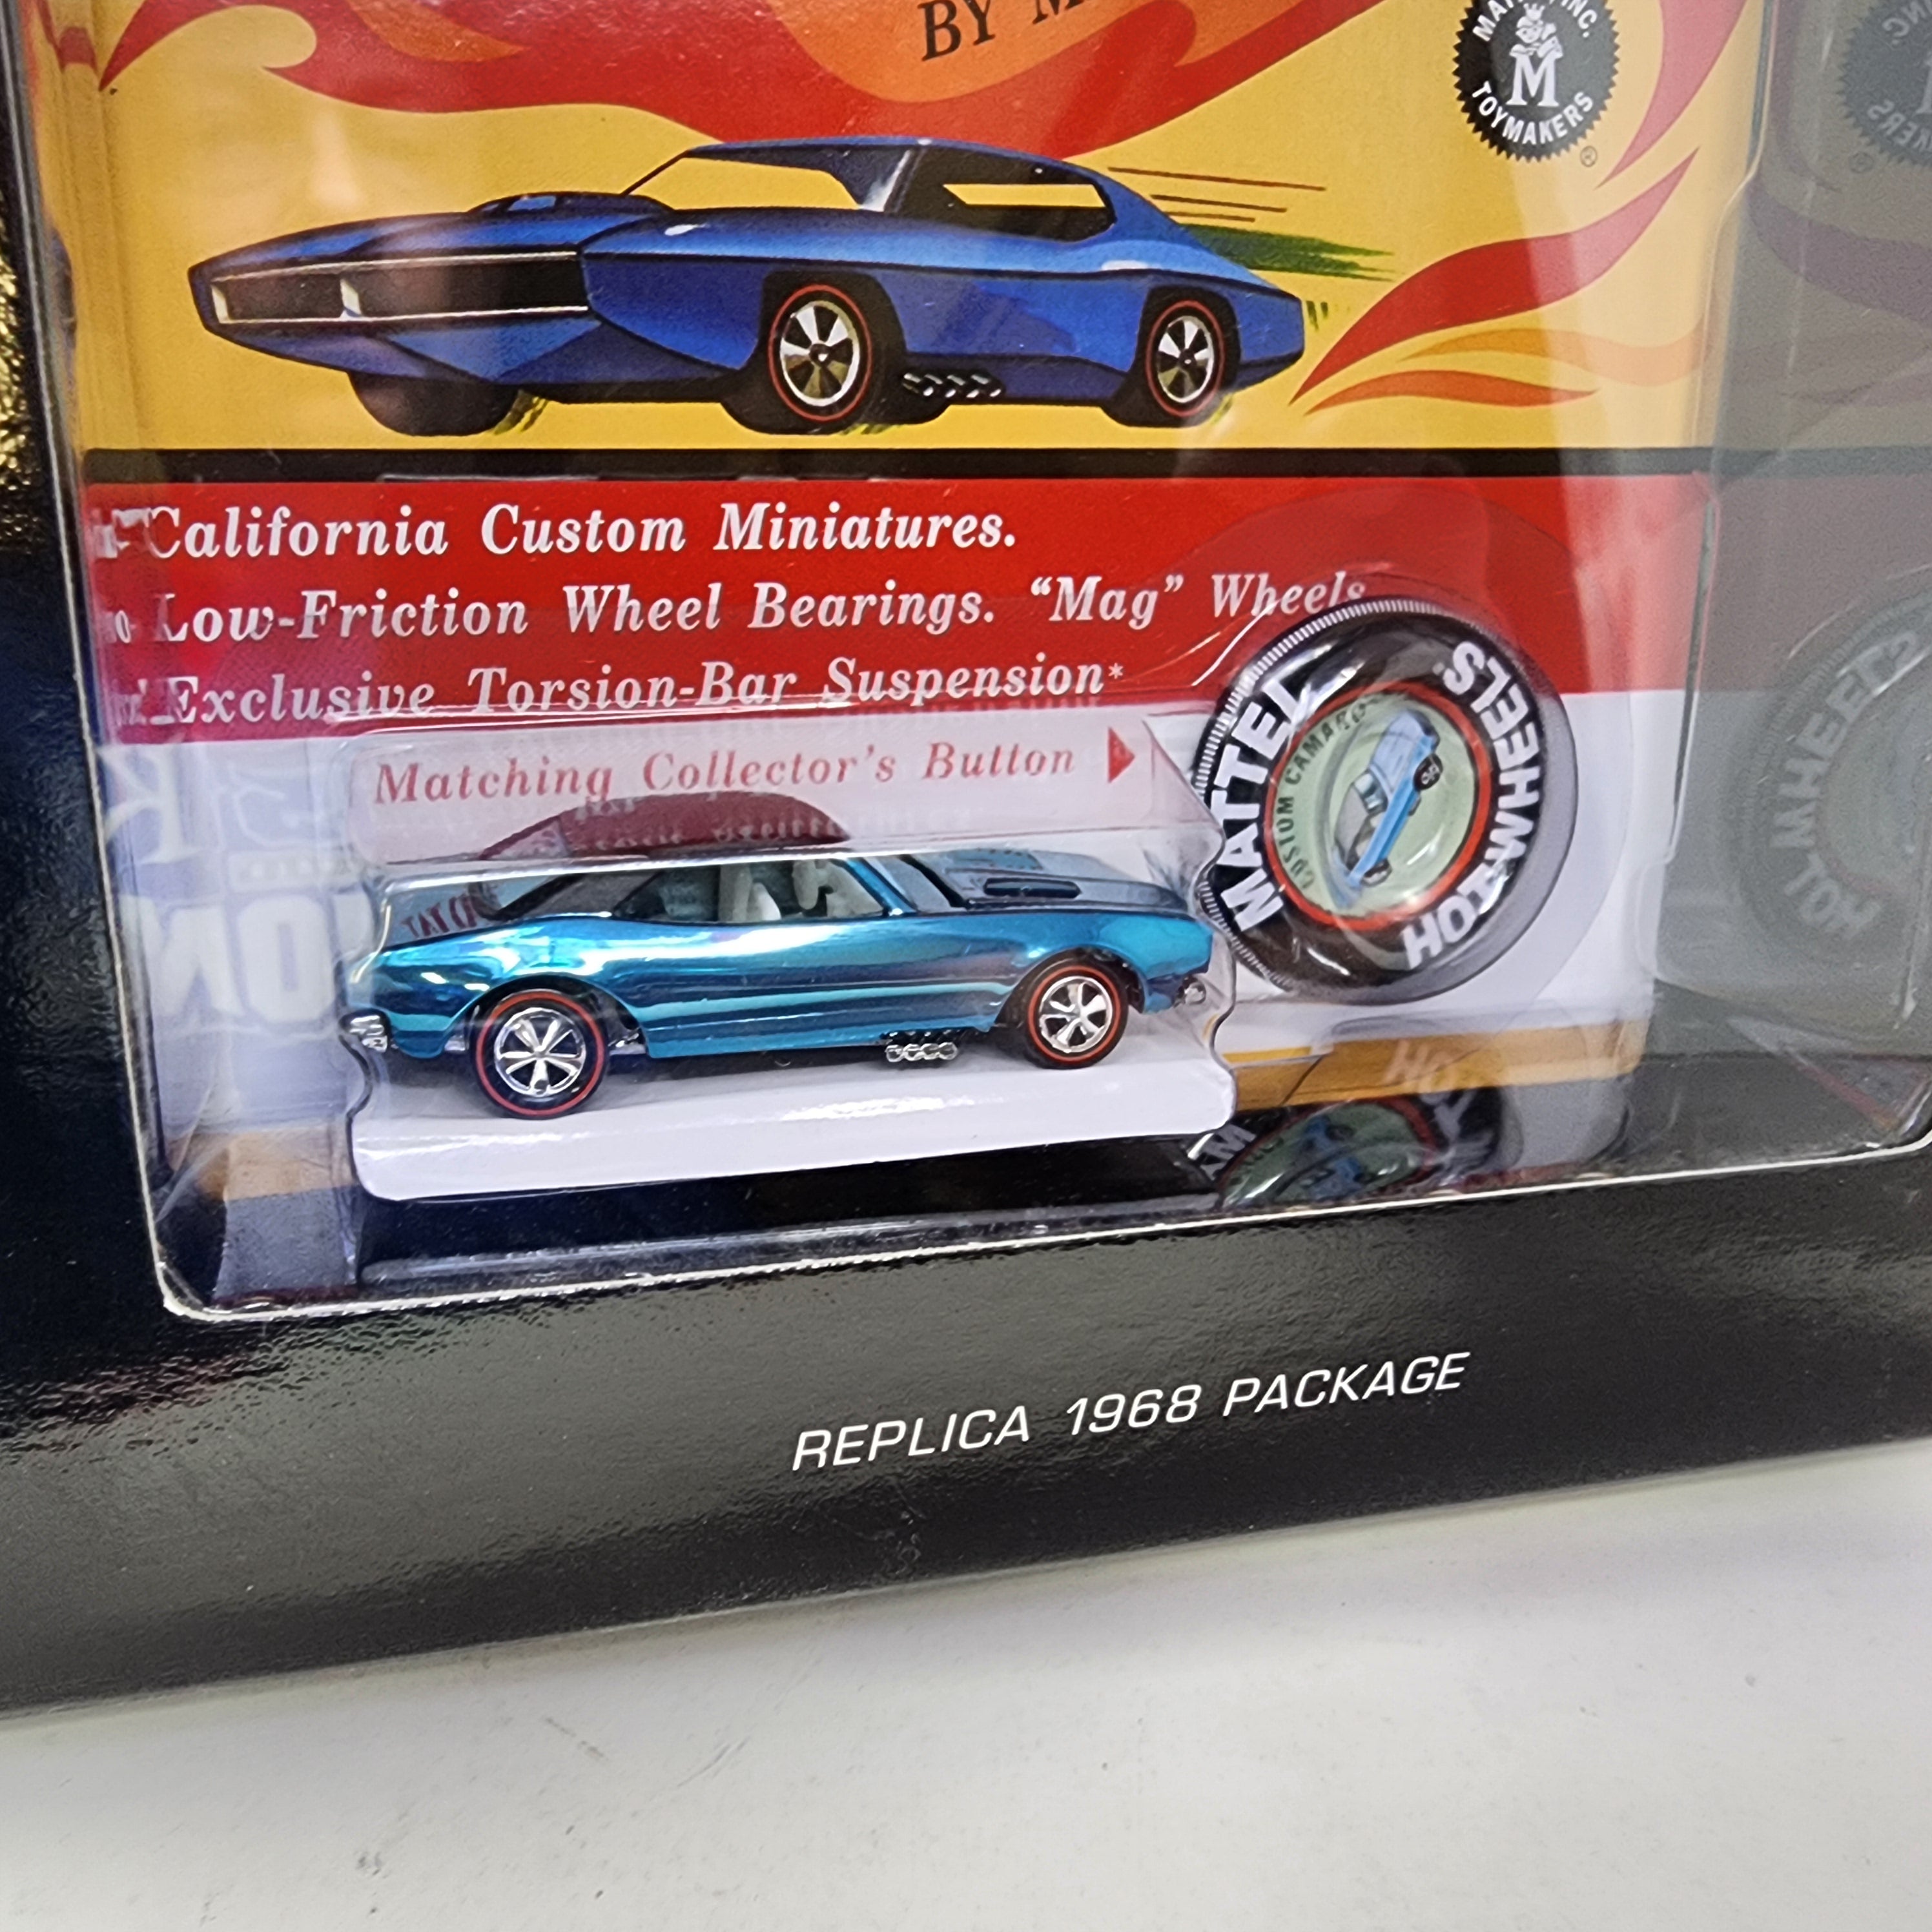 BY
MATTEL INC.
M
TOYMAKERS
®
California Custom Miniatures.
Low-Friction Wheel Bearings. “Mag” Wheels
Exclusive Torsion-Bar Suspension*
Matching Collector's Button
MATTEL
HOT WHEELS.
CUSTOM CAMARO
REPLICA 1968 PACKAGE